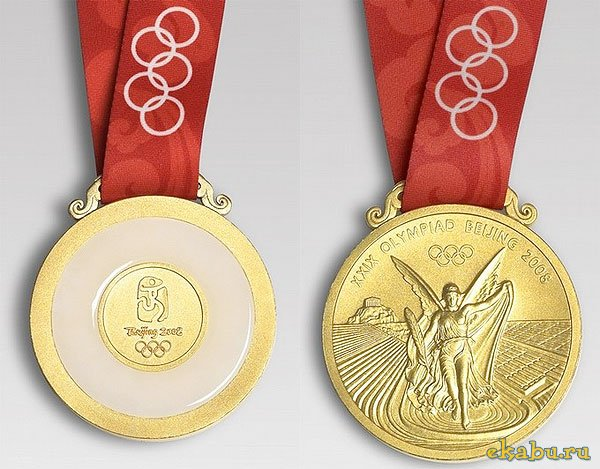 Beijing 2008
XXIX OLYMPIAD BEIJING 2008
ekabu.ru